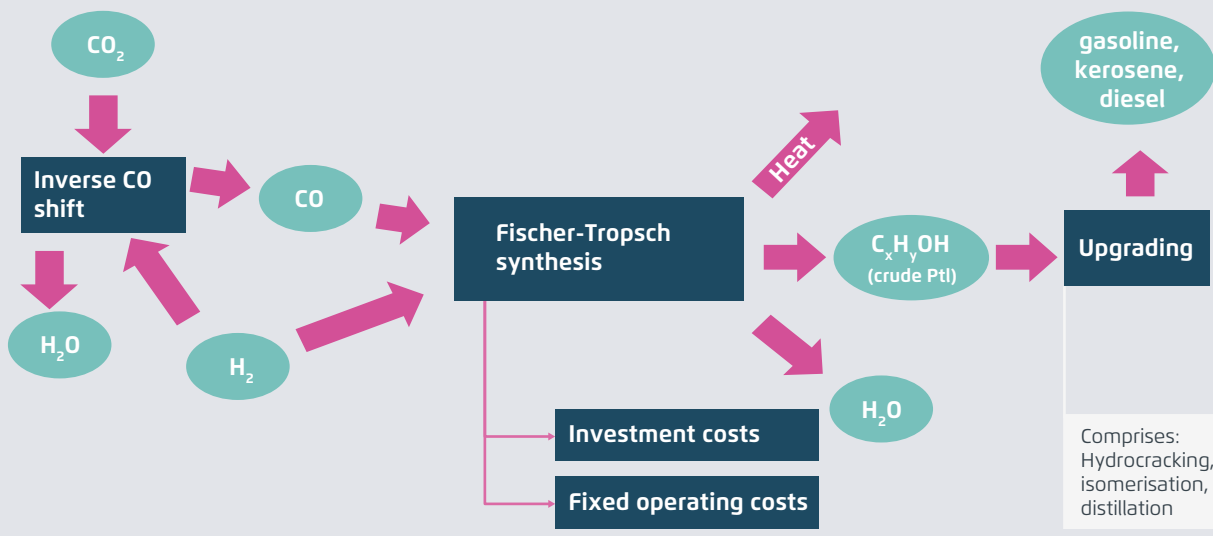 CO₂
gasoline,
kerosene,
diesel
Heat
Inverse CO
shift
CO
Fischer-Tropsch
synthesis
CₓHᵧOH
(crude Ptl)
Upgrading
H₂O
H₂
H₂O
Investment costs
Fixed operating costs
Comprises:
Hydrocracking,
isomerisation,
distillation